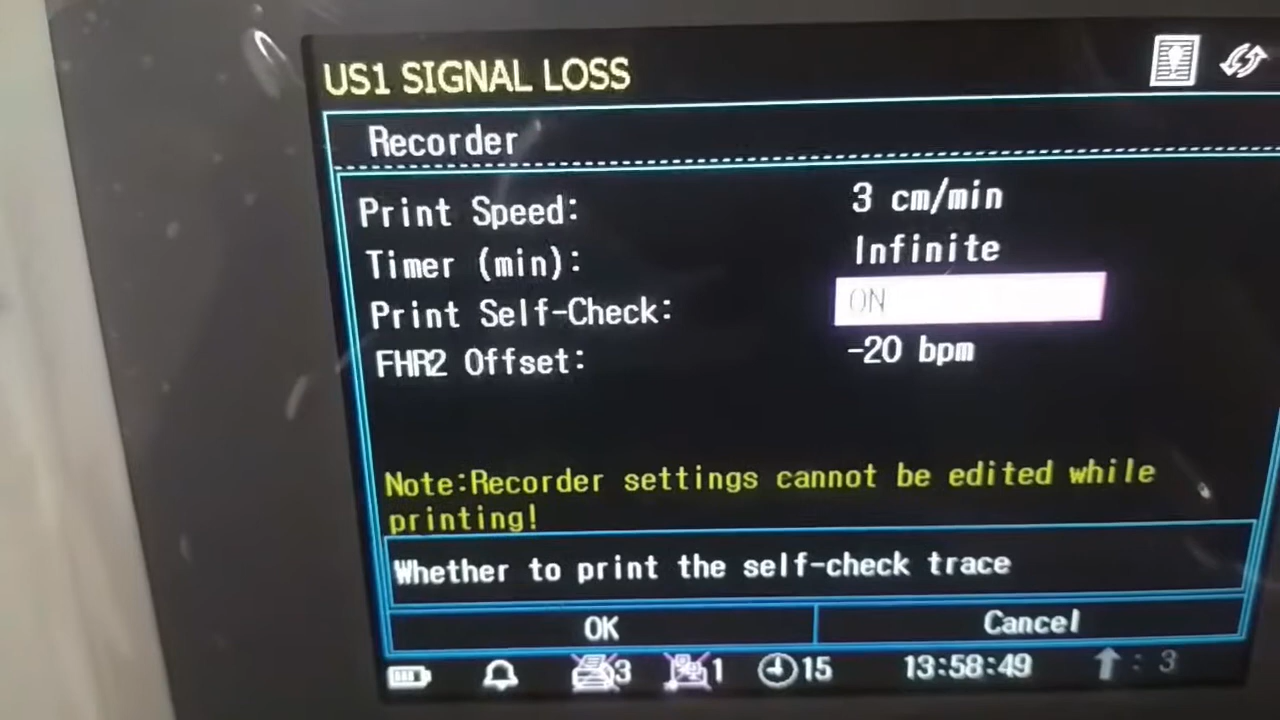 US1 SIGNAL LOSS
Recorder
Print Speed: 3 cm/min
Timer (min): Infinite
Print Self-Check: ON
FHR2 Offset: -20 bpm
Note:Recorder settings cannot be edited while
printing!
Whether to print the self-check trace
OK Cancel
3 1 15 13:58:49 : 3